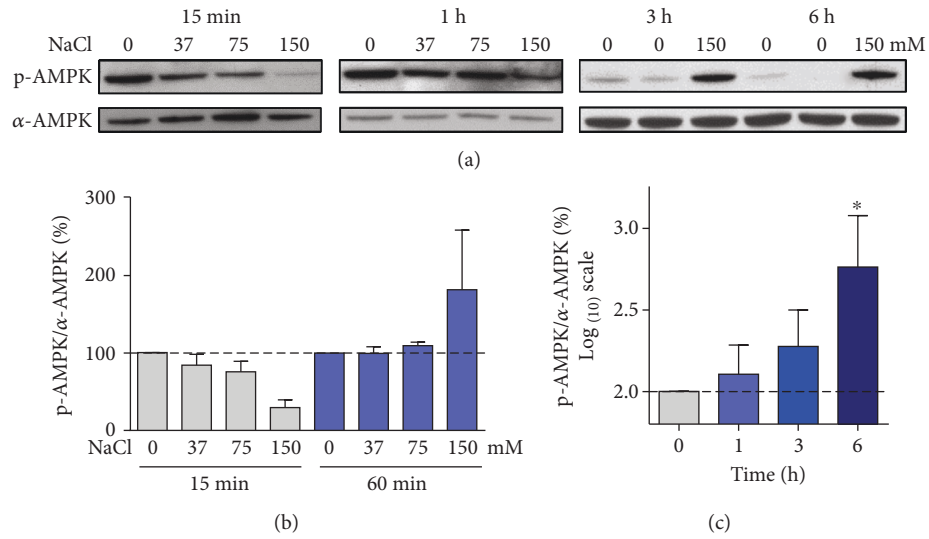 15 min 1 h 3 h 6 h
NaCl 0 37 75 150 0 37 75 150 0 0 150 0 0 150 mM
p-AMPK
α-AMPK
(a)
p-AMPK/α-AMPK (%)
300
200
100
0
NaCl 0 37 75 150 0 37 75 150 mM
15 min 60 min
(b)
p-AMPK/α-AMPK (%)
Log (10) scale
3.0
2.5
2.0
*
0 1 3 6
Time (h)
(c)